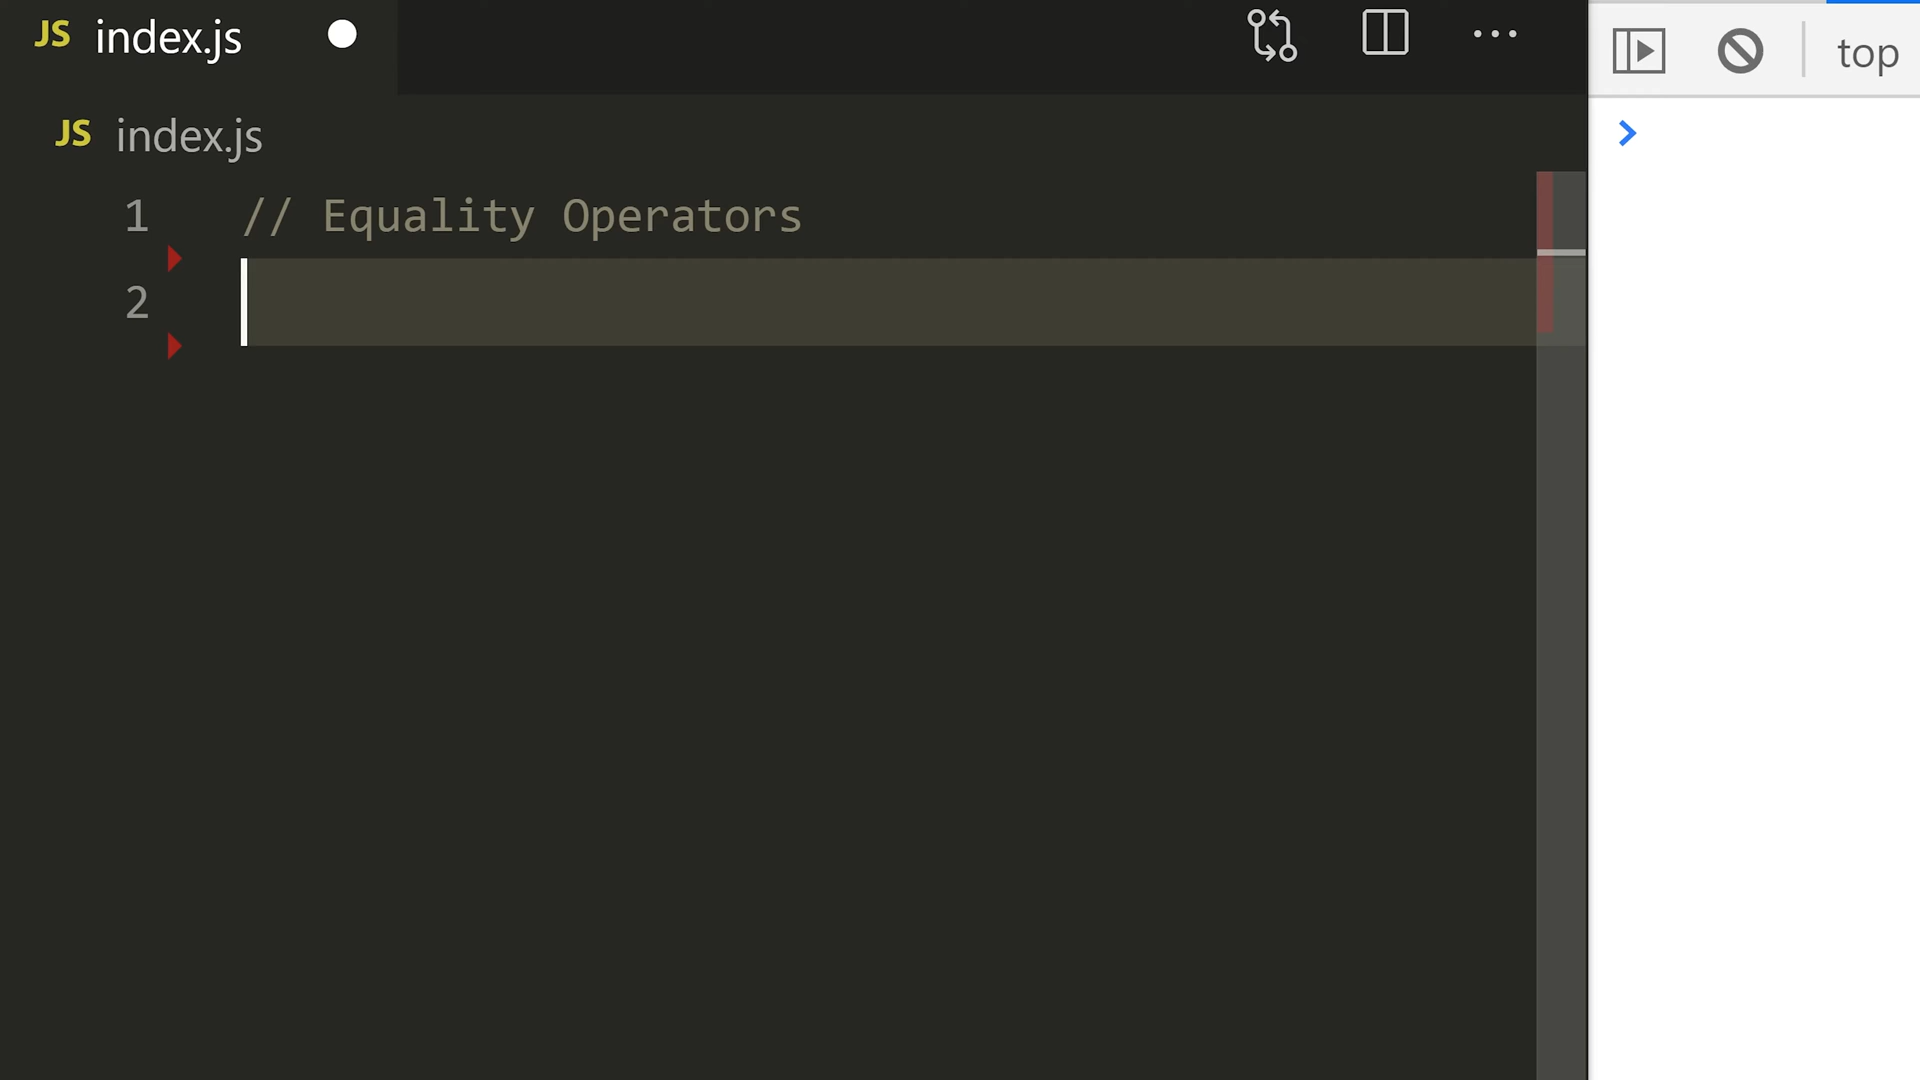 JS index.js
top
JS index.js
1 // Equality Operators
2